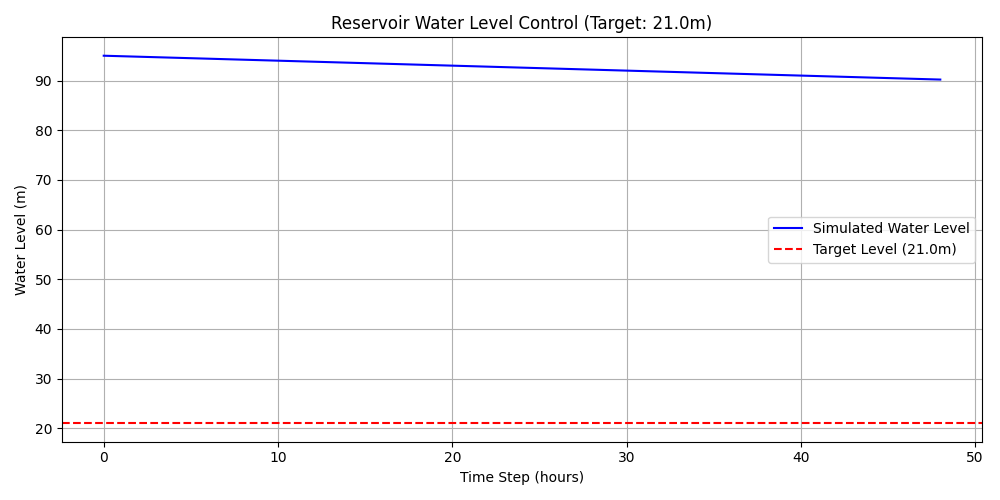 Reservoir Water Level Control (Target: 21.0m)
Water Level (m)
90
80
70
60
50
40
30
20
Simulated Water Level
Target Level (21.0m)
0 10 20 30 40 50
Time Step (hours)